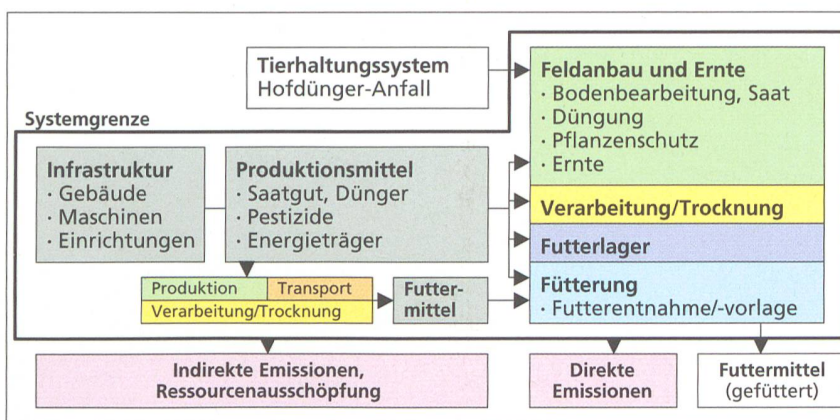 Tierhaltungssystem
Hofdünger-Anfall
Systemgrenze
Infrastruktur
· Gebäude
· Maschinen
· Einrichtungen
Produktionsmittel
· Saatgut, Dünger
· Pestizide
· Energieträger
Feldanbau und Ernte
· Bodenbearbeitung, Saat
· Düngung
· Pflanzenschutz
· Ernte
Verarbeitung/Trocknung
Futterlager
Fütterung
· Futterentnahme/-vorlage
Produktion
Transport
Verarbeitung/Trocknung
Futter-
mittel
Indirekte Emissionen,
Ressourcenausschöpfung
Direkte
Emissionen
Futtermittel
(gefüttert)